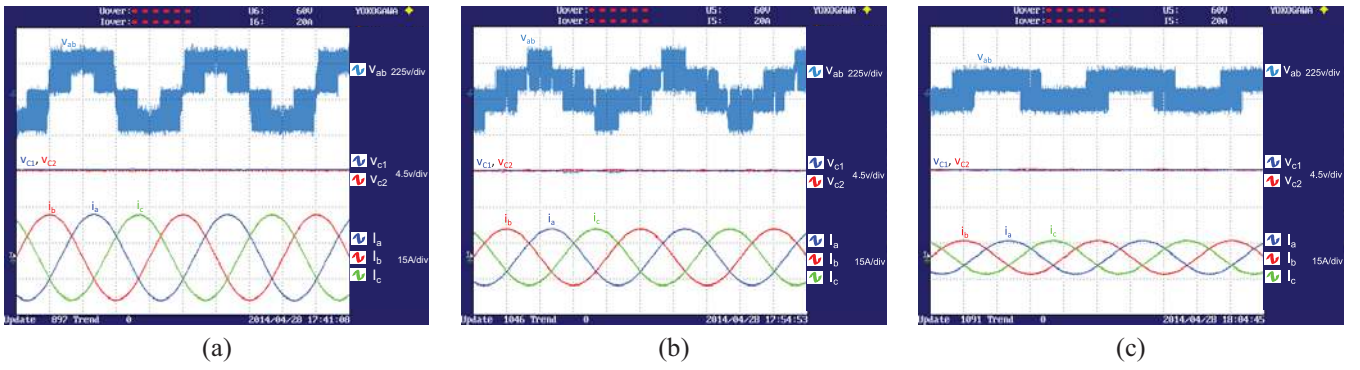 Uover: U6: 60V YOKOGAWA
Iover: I6: 20A
vab
Vab 225v/div
vC1, vC2
Vc1
4.5v/div
Vc2
ib ia ic
Ia
Ib 15A/div
Ic
Update 897 Trend 0 2014/04/28 17:41:08
(a)
Uover: U5: 60V YOKOGAWA
Iover: I5: 20A
vab
Vab 225v/div
vC1, vC2
Vc1
4.5v/div
Vc2
ib ia ic
Ia
Ib 15A/div
Ic
Update 1046 Trend 0 2014/04/28 17:54:53
(b)
Uover: U5: 60V YOKOGAWA
Iover: I5: 20A
vab
Vab 225v/div
vC1, vC2
Vc1
4.5v/div
Vc2
ib ia ic
Ia
Ib 15A/div
Ic
Update 1091 Trend 0 2014/04/28 18:04:45
(c)